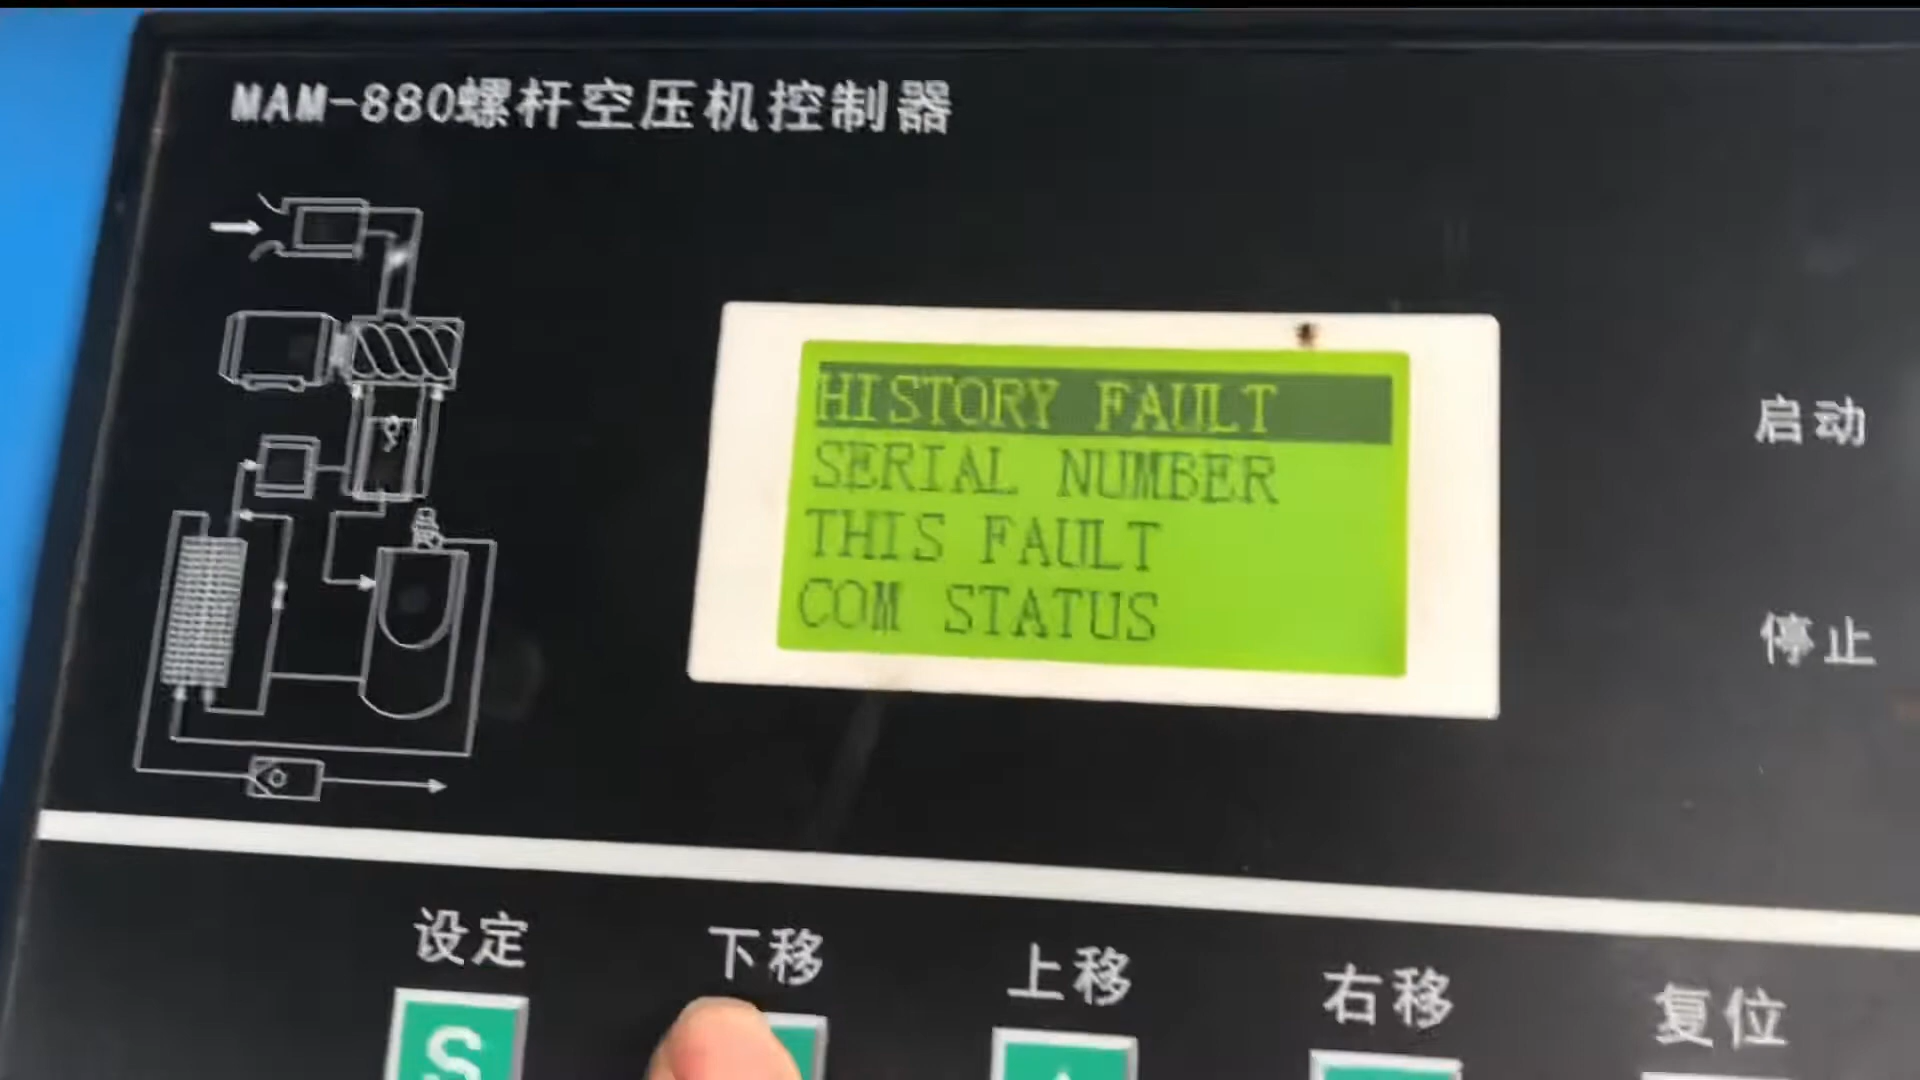 MAM-880螺杆空压机控制器
HISTORY FAULT
SERIAL NUMBER
THIS FAULT
COM STATUS
启动
停止
设定
下移
上移
右移
复位
S